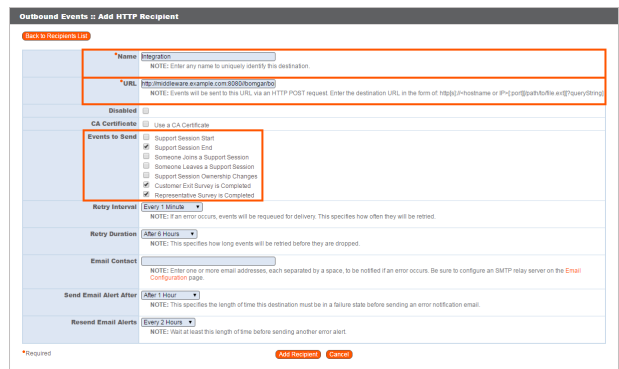 Outbound Events :: Add HTTP Recipient
Back to Recipients List
*Name Integration
NOTE: Enter any name to uniquely identify this destination.
*URL http://middleware.example.com:8080/bomgar/bo
NOTE: Events will be sent to this URL via an HTTP POST request. Enter the destination URL in the form of: http[s]://<hostname or IP>[:port][/path/to/file.ext][?queryString]
Disabled
CA Certificate Use a CA Certificate
Events to Send Support Session Start
Support Session End
Someone Joins a Support Session
Someone Leaves a Support Session
Support Session Ownership Changes
Customer Exit Survey is Completed
Representative Survey is Completed
Retry Interval Every 1 Minute
NOTE: If an error occurs, events will be requeued for delivery. This specifies how often they will be retried.
Retry Duration After 6 Hours
NOTE: This specifies how long events will be retried before they are dropped.
Email Contact
NOTE: Enter one or more email addresses, each separated by a space, to be notified if an error occurs. Be sure to configure an SMTP relay server on the Email
Configuration page.
Send Email Alert After After 1 Hour
NOTE: This specifies the length of time this destination must be in a failure state before sending an error notification email.
Resend Email Alerts Every 2 Hours
NOTE: Wait at least this length of time before sending another error alert.
*Required Add Recipient Cancel